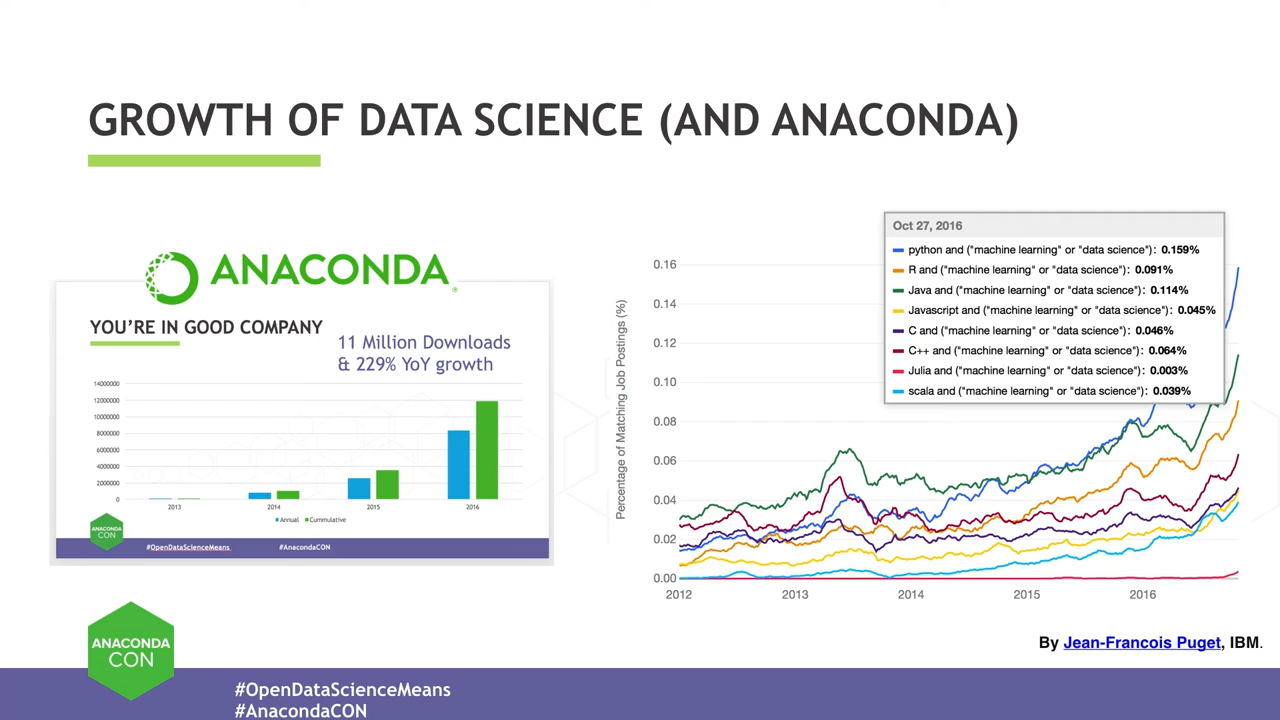 GROWTH OF DATA SCIENCE (AND ANACONDA)
ANACONDA
YOU'RE IN GOOD COMPANY
11 Million Downloads
& 229% YoY growth
14000000
12000000
10000000
8000000
6000000
4000000
2000000
0
2013
2014
2015
2016
Annual
Cummulative
ANACONDA
CON
#OpenDataScienceMeans
#AnacondaCON
Oct 27, 2016
python and ("machine learning" or "data science"): 0.159%
R and ("machine learning" or "data science"): 0.091%
Java and ("machine learning" or "data science"): 0.114%
Javascript and ("machine learning" or "data science"): 0.045%
C and ("machine learning" or "data science"): 0.046%
C++ and ("machine learning" or "data science"): 0.064%
Julia and ("machine learning" or "data science"): 0.003%
scala and ("machine learning" or "data science"): 0.039%
Percentage of Matching Job Postings (%)
0.16
0.14
0.12
0.10
0.08
0.06
0.04
0.02
0.00
2012
2013
2014
2015
2016
By Jean-Francois Puget, IBM.
ANACONDA
CON
#OpenDataScienceMeans
#AnacondaCON